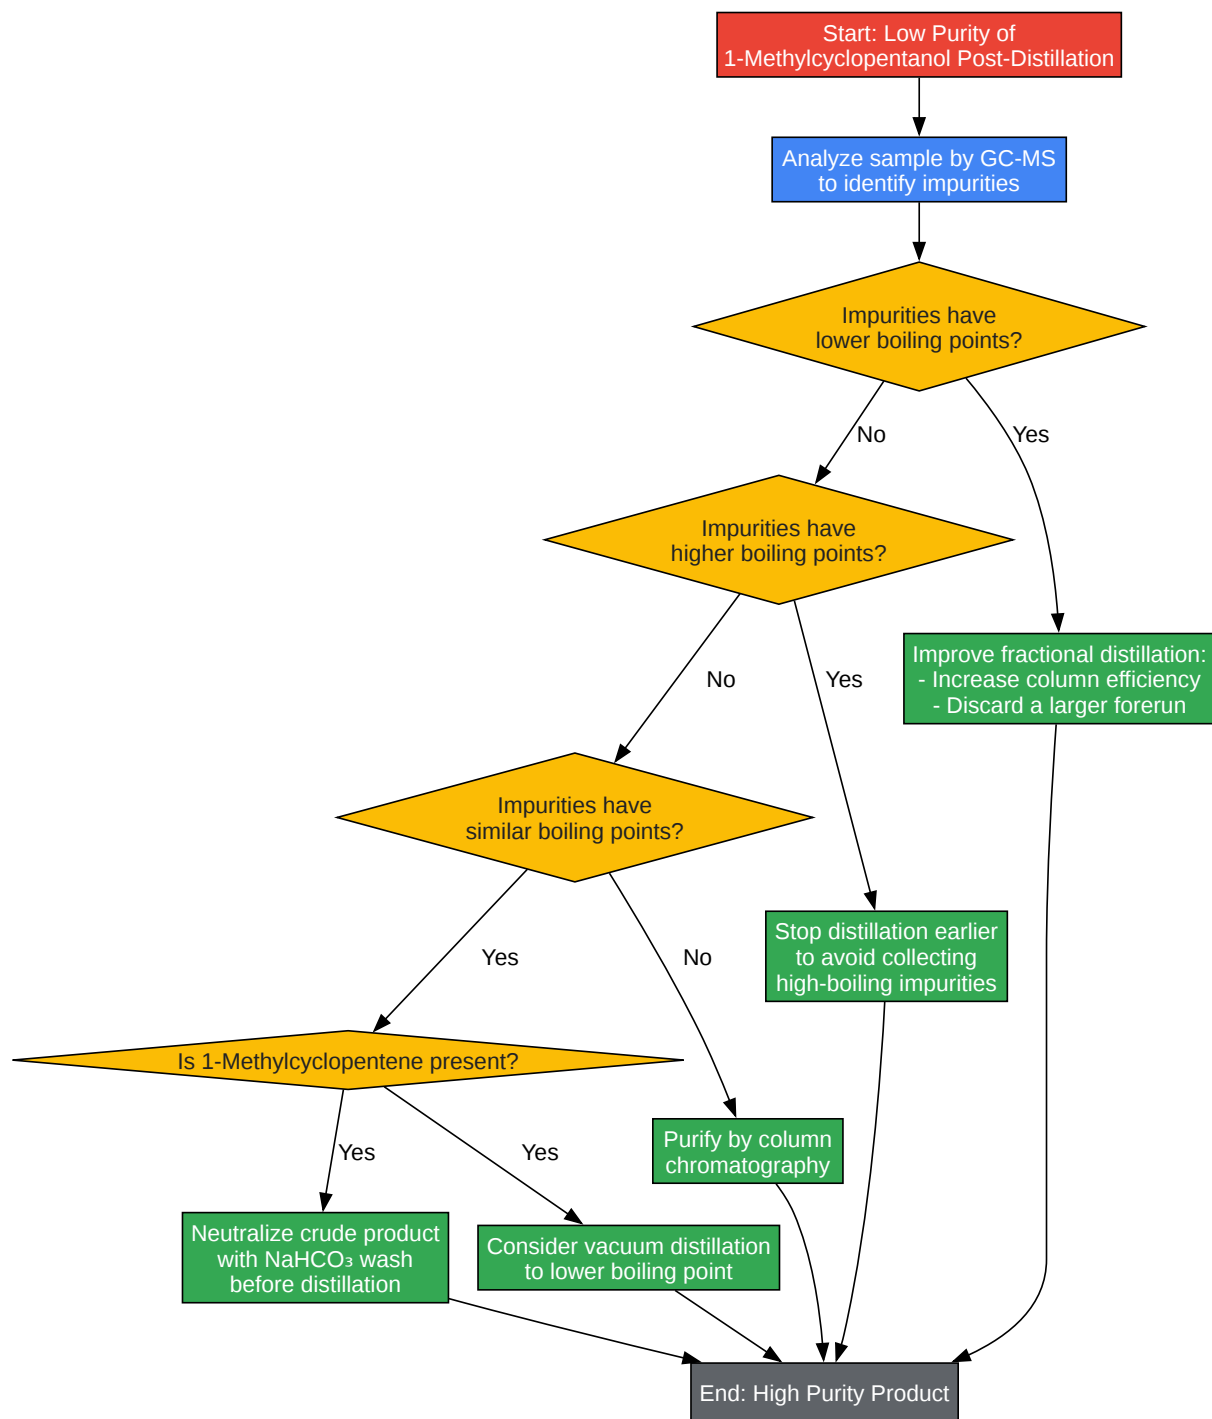 Start: Low Purity of
1-Methylcyclopentanol Post-Distillation
Analyze sample by GC-MS
to identify impurities
Impurities have
lower boiling points?
No
Yes
Impurities have
higher boiling points?
Improve fractional distillation:
- Increase column efficiency
- Discard a larger forerun
No
Yes
Impurities have
similar boiling points?
Stop distillation earlier
to avoid collecting
high-boiling impurities
Yes
No
Is 1-Methylcyclopentene present?
Purify by column
chromatography
Yes
Yes
Neutralize crude product
with NaHCO₃ wash
before distillation
Consider vacuum distillation
to lower boiling point
End: High Purity Product